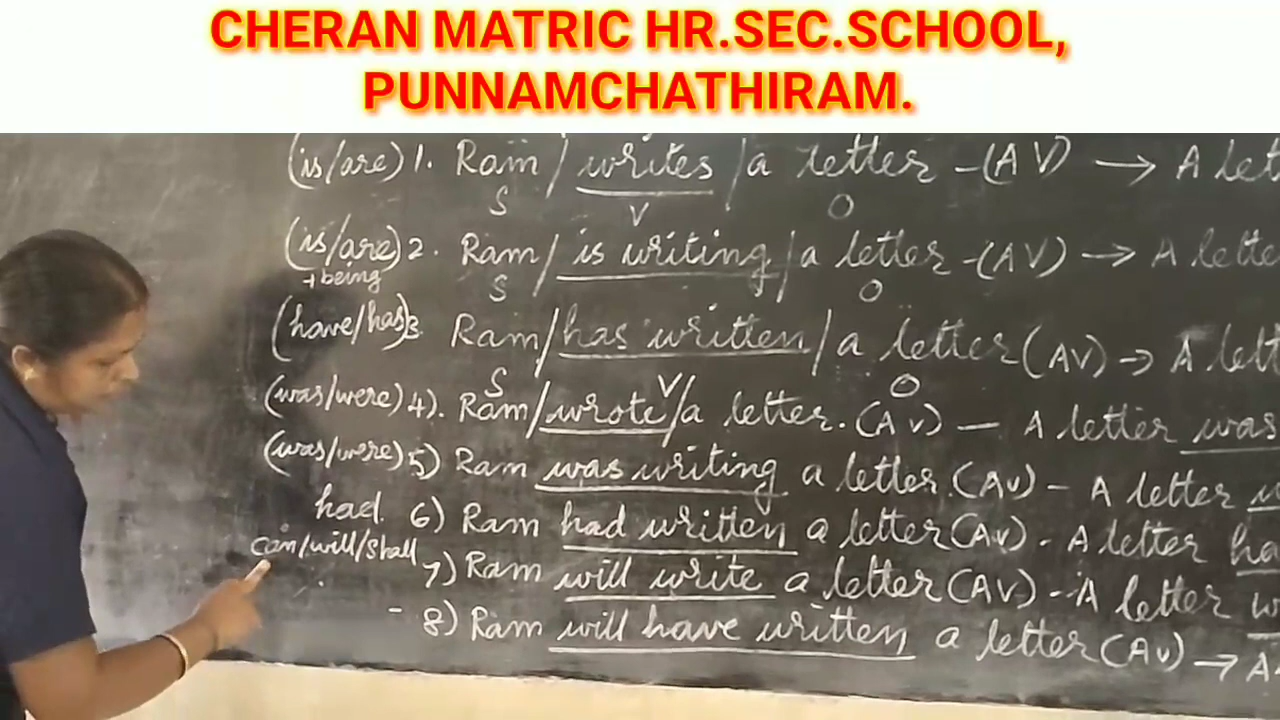 CHERAN MATRIC HR.SEC.SCHOOL,
PUNNAMCHATHIRAM.
(is/are) 1. Ram / writes / a letter - (AV) → A let
S V O
(is/are) 2. Ram / is writing / a letter - (AV) → A lette
+being S O
(have/has) 3. Ram / has written / a letter (AV) → A lett
S V O
(was/were) 4). Ram / wrote / a letter. (AV) — A letter was
(was/were) 5) Ram was writing a letter. (AV) - A letter
had. 6) Ram had written a letter (AV). A letter ha
can/will/shall 7) Ram will write a letter (AV) - A letter w
- 8) Ram will have written a letter (AV) → A